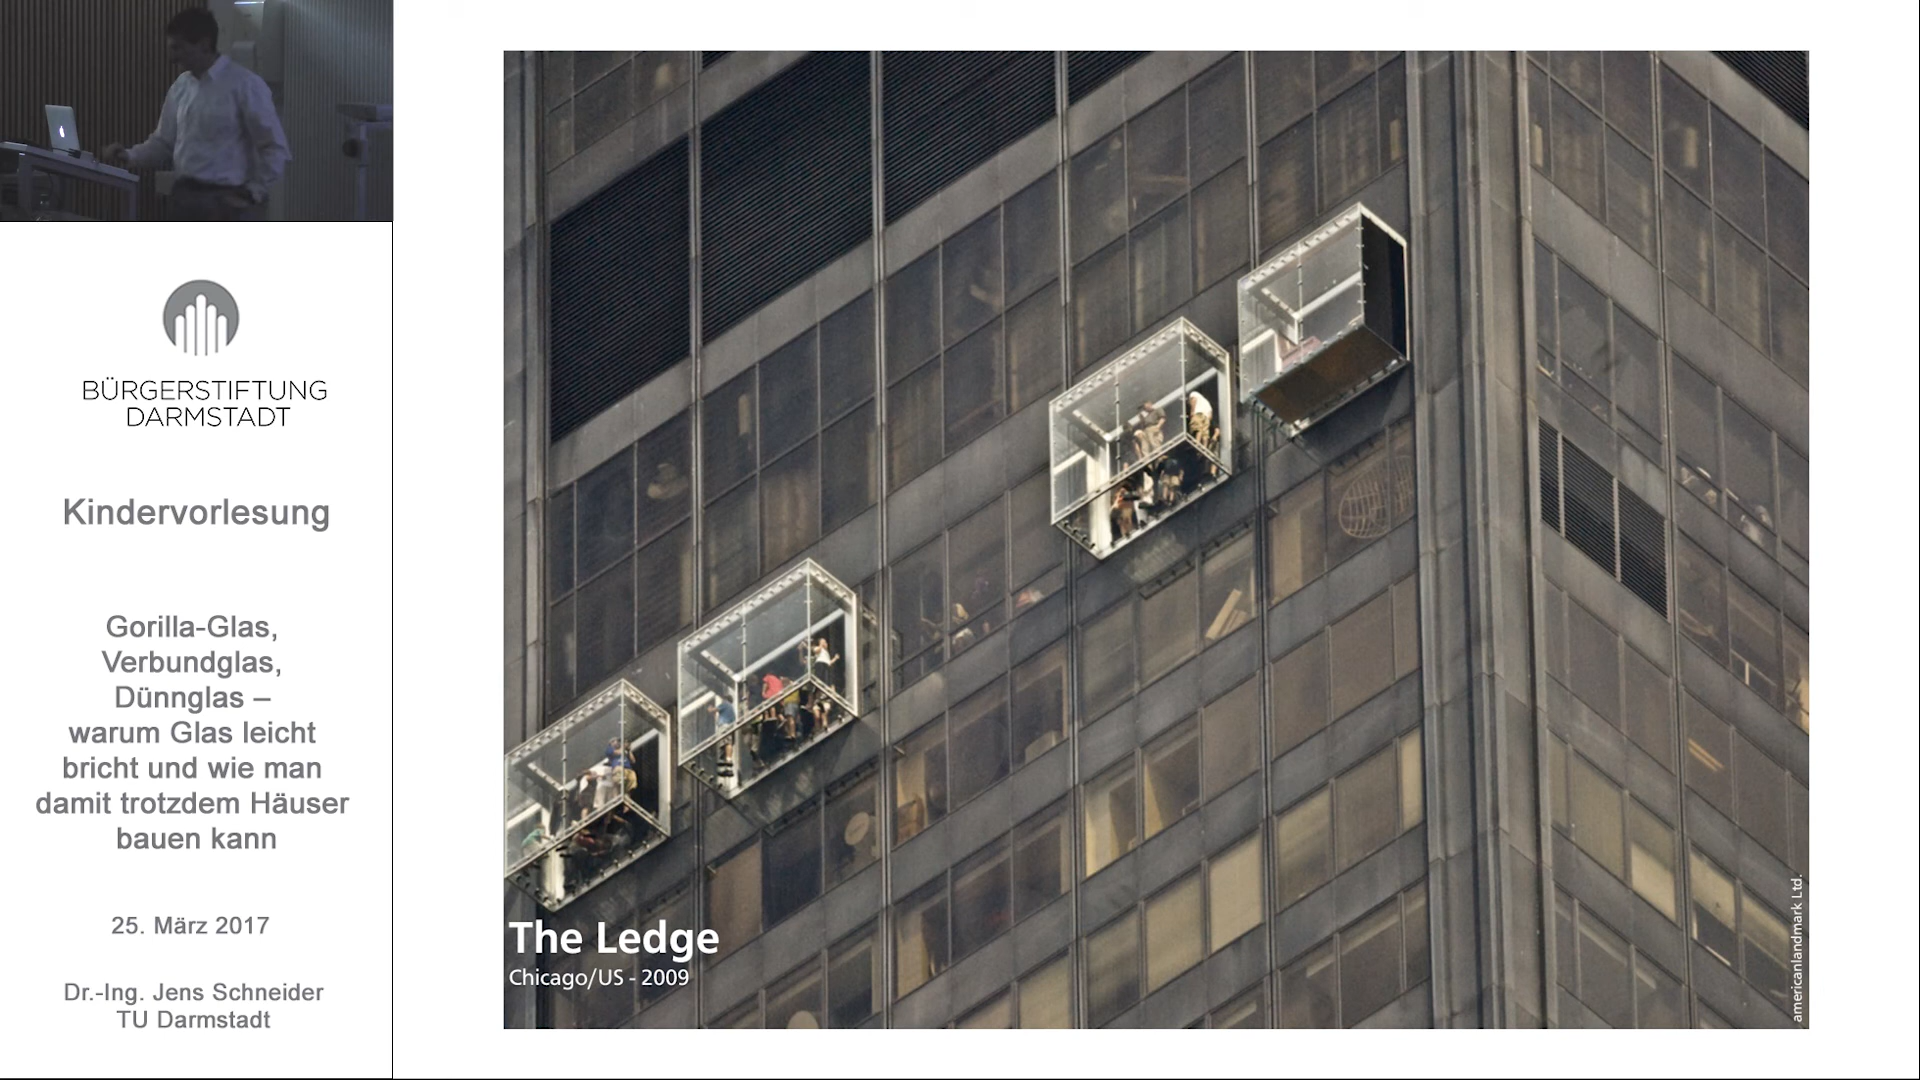 BÜRGERSTIFTUNG
DARMSTADT
Kindervorlesung
Gorilla-Glas,
Verbundglas,
Dünnglas –
warum Glas leicht
bricht und wie man
damit trotzdem Häuser
bauen kann
25. März 2017
Dr.-Ing. Jens Schneider
TU Darmstadt
The Ledge
Chicago/US - 2009
americanlandmark Ltd.